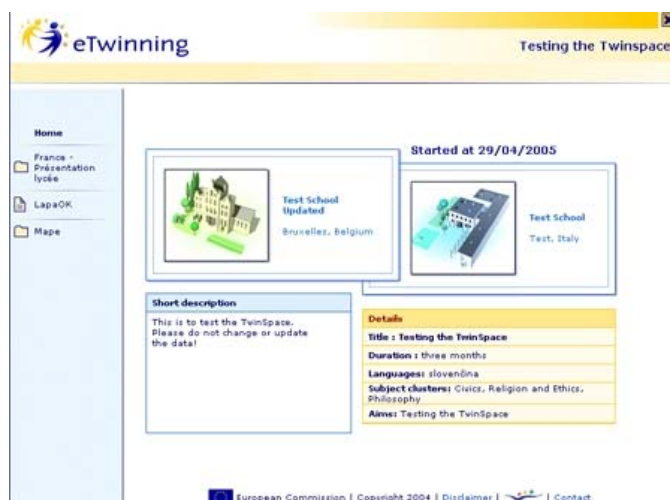 eTwinning
Testing the Twinspace
Home
France -
Présentation
lycée
LapaOK
Mape
Started at 29/04/2005
Test School
Updated
Bruxelles, Belgium
Test School
Test, Italy
Short description
This is to test the TwinSpace.
Please do not change or update
the data!
Details
Title : Testing the TwinSpace
Duration : three months
Languages: slovenčina
Subject clusters: Civics, Religion and Ethics,
Philosophy
Aims: Testing the TwinSpace
European Commission | Copyright 2004 | Disclaimer | | Contact